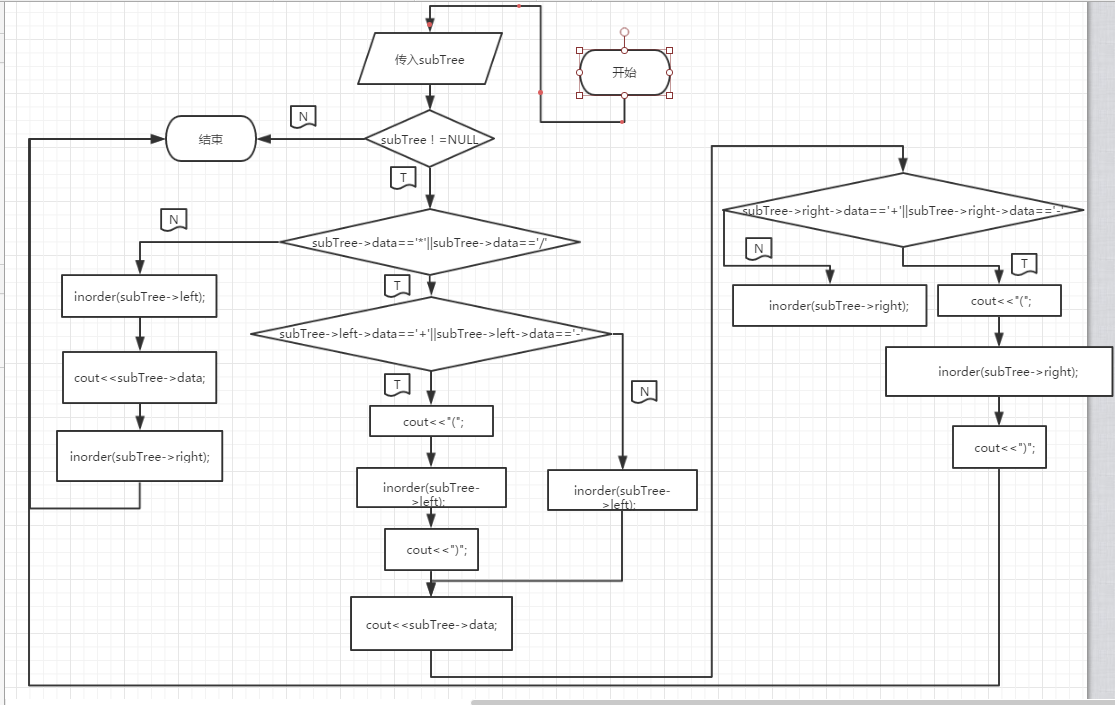 开始
传入subTree
subTree！=NULL
N
结束
T
subTree->data=='*'||subTree->data=='/'
N
inorder(subTree->left);
cout<<subTree->data;
inorder(subTree->right);
T
subTree->left->data=='+'||subTree->left->data=='-'
T
cout<<"(";
inorder(subTree-
>left);
cout<<")";
N
inorder(subTree-
>left);
cout<<subTree->data;
subTree->right->data=='+'||subTree->right->data=='-'
N
inorder(subTree->right);
T
cout<<"(";
inorder(subTree->right);
cout<<")";